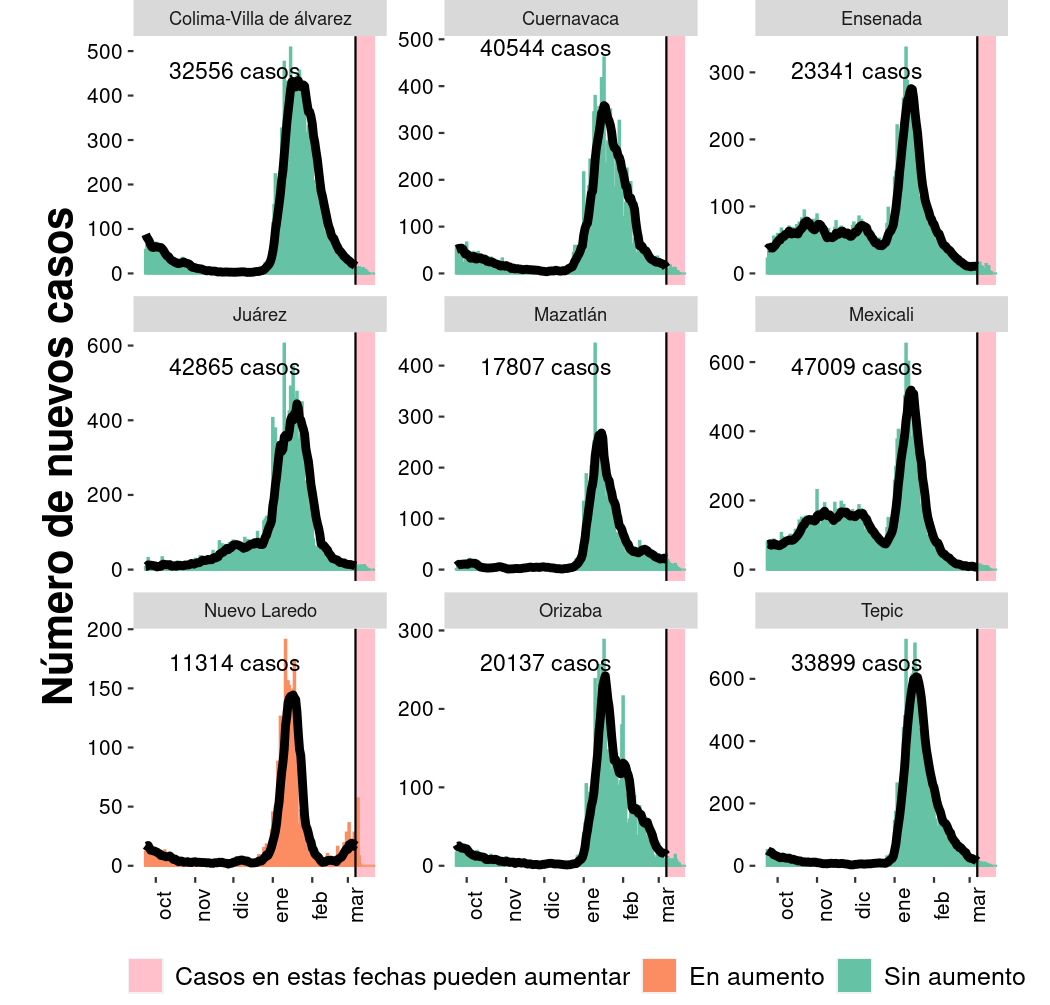 Número de nuevos casos
Colima-Villa de álvarez
32556 casos
500
400
300
200
100
0
Cuernavaca
40544 casos
500
400
300
200
100
0
Ensenada
23341 casos
300
200
100
0
Juárez
42865 casos
600
400
200
0
Mazatlán
17807 casos
400
300
200
100
0
Mexicali
47009 casos
600
400
200
0
Nuevo Laredo
11314 casos
200
150
100
50
0
oct
nov
dic
ene
feb
mar
Orizaba
20137 casos
300
200
100
0
oct
nov
dic
ene
feb
mar
Tepic
33899 casos
600
400
200
0
oct
nov
dic
ene
feb
mar
Casos en estas fechas pueden aumentar
En aumento
Sin aumento